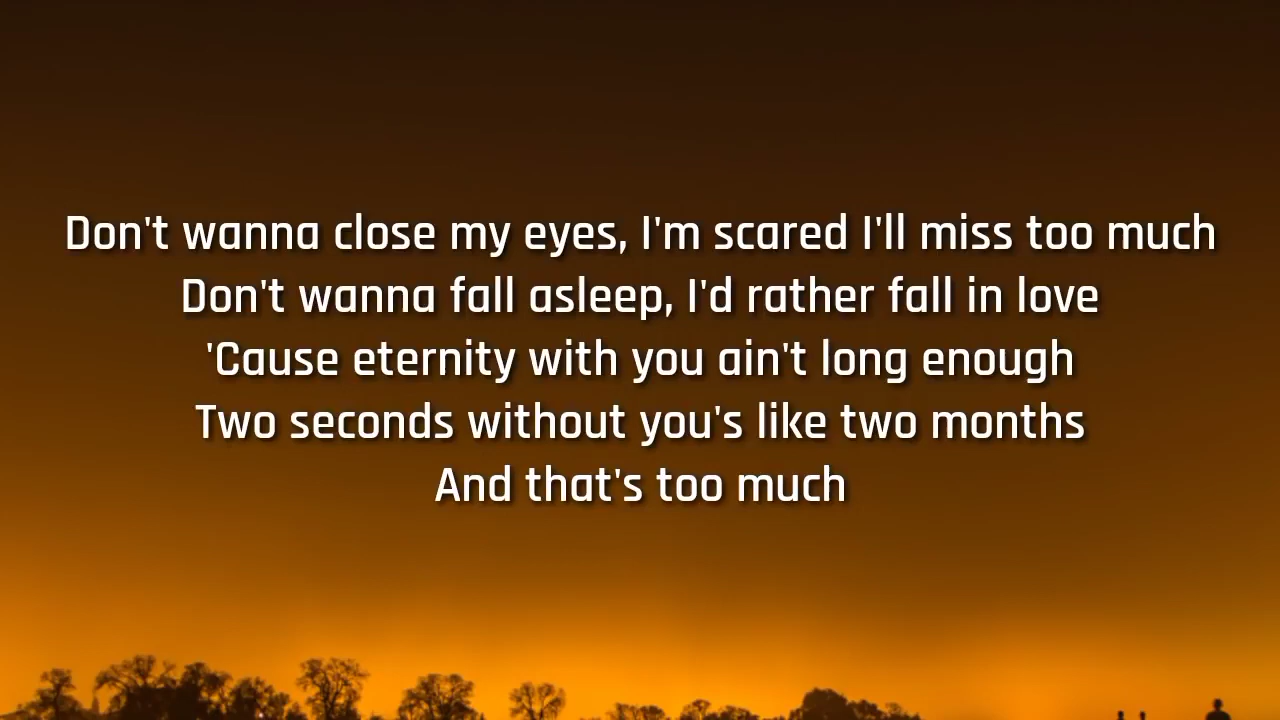 Don't wanna close my eyes, I'm scared I'll miss too much
Don't wanna fall asleep, I'd rather fall in love
'Cause eternity with you ain't long enough
Two seconds without you's like two months
And that's too much